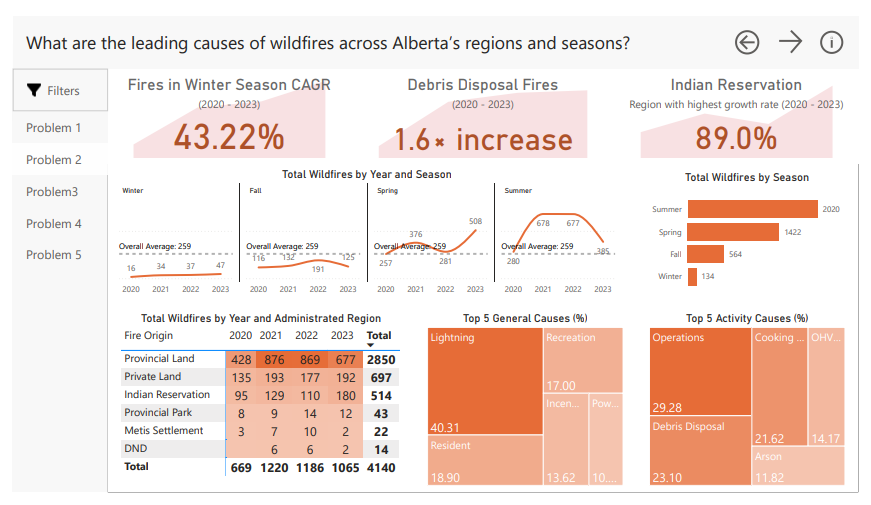 What are the leading causes of wildfires across Alberta's regions and seasons?
Filters
Problem 1
Problem 2
Problem3
Problem 4
Problem 5
Fires in Winter Season CAGR
(2020 - 2023)
43.22%
Debris Disposal Fires
(2020 - 2023)
1.6× increase
Indian Reservation
Region with highest growth rate (2020 - 2023)
89.0%
Total Wildfires by Year and Season
Winter
Overall Average: 259
16 34 37 47
2020 2021 2022 2023
Fall
Overall Average: 259
116 132 191 125
2020 2021 2022 2023
Spring
Overall Average: 259
257 376 281 508
2020 2021 2022 2023
Summer
Overall Average: 259
280 678 677 385
2020 2021 2022 2023
Total Wildfires by Season
Summer 2020
Spring 1422
Fall 564
Winter 134
Total Wildfires by Year and Administrated Region
Fire Origin 2020 2021 2022 2023 Total
Provincial Land 428 876 869 677 2850
Private Land 135 193 177 192 697
Indian Reservation 95 129 110 180 514
Provincial Park 8 9 14 12 43
Metis Settlement 3 7 10 2 22
DND 6 6 2 14
Total 669 1220 1186 1065 4140
Top 5 General Causes (%)
Lightning
40.31
Resident
18.90
Recreation
17.00
Incen...
13.62
Pow...
10....
Top 5 Activity Causes (%)
Operations
29.28
Debris Disposal
23.10
Cooking ...
21.62
OHV...
14.17
Arson
11.82